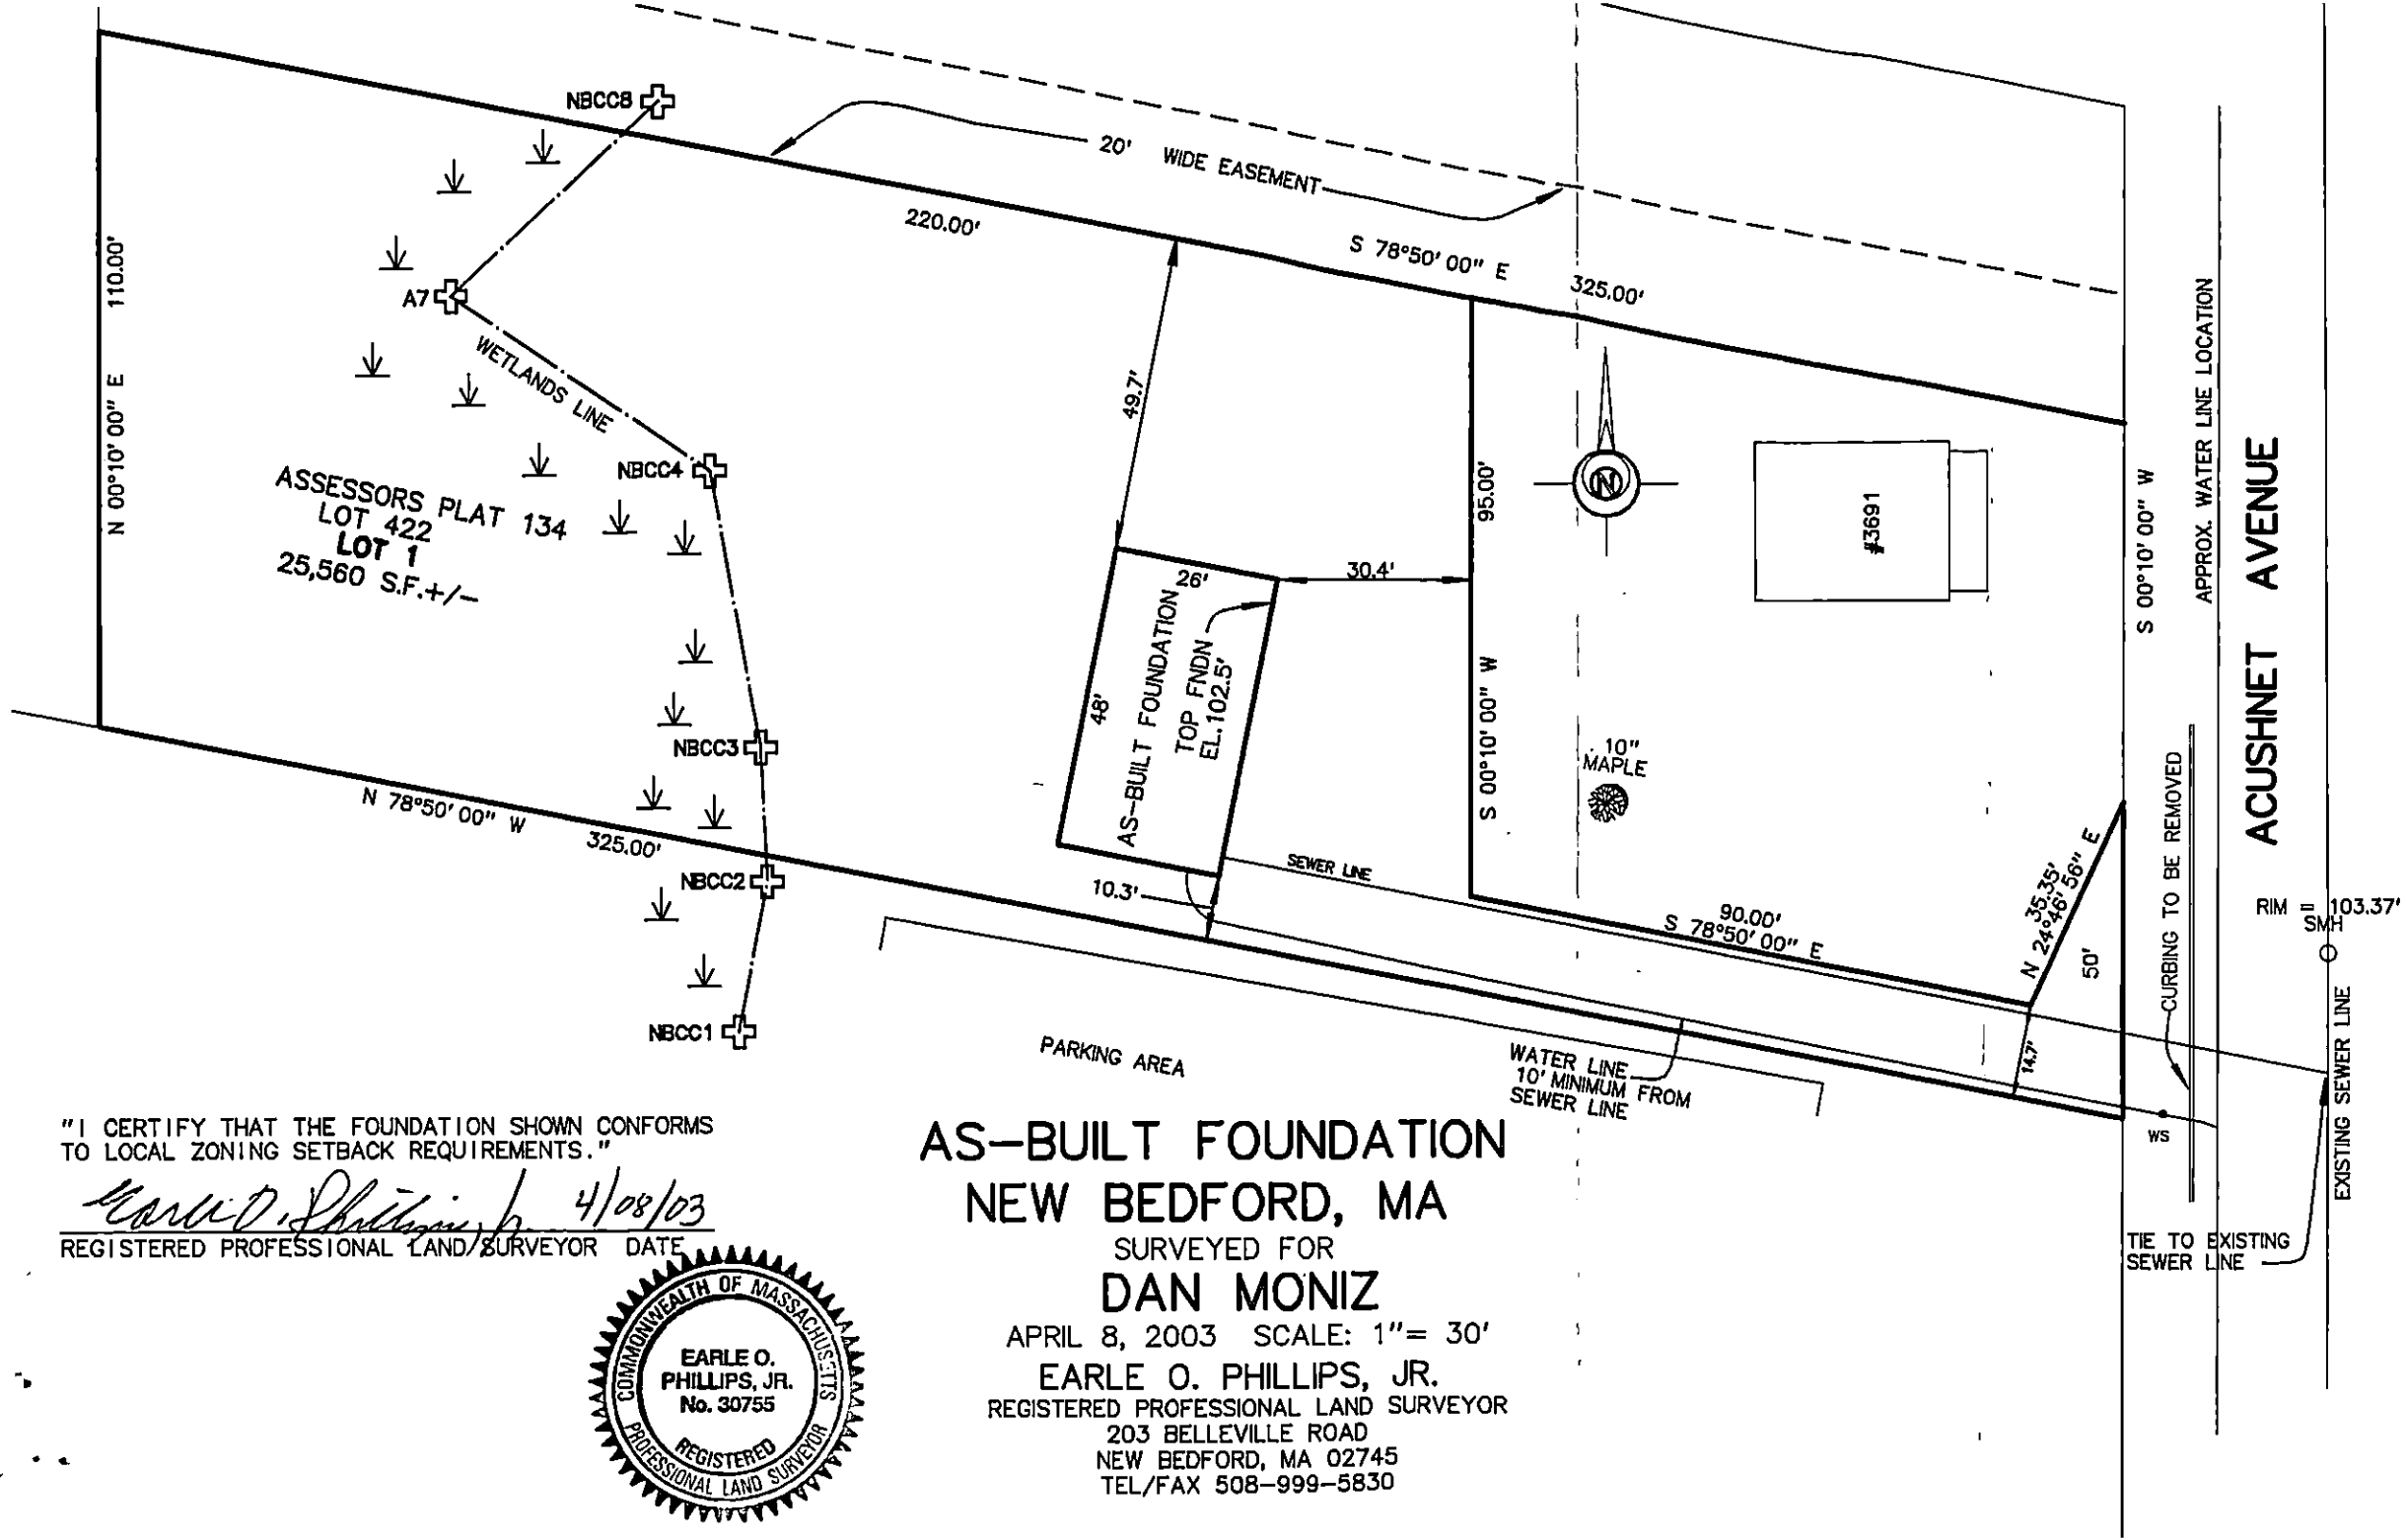 NBCC8
20' WIDE EASEMENT
220.00'
S 78°50'00" E 325.00'
N 00°10'00" E 110.00'
A7
WETLANDS LINE
NBCC4
ASSESSORS PLAT 134
LOT 422
LOT 1
25,560 S.F.+/-
49.7'
26'
30.4'
95.00'
S 00°10'00" W
N
#3691
S 00°10'00" W
APPROX. WATER LINE LOCATION
ACUSHNET AVENUE
48'
AS-BUILT FOUNDATION
TOP FNDN
EL.102.5'
10"
MAPLE
NBCC3
N 78°50'00" W 325.00'
NBCC2
NBCC1
10.3'
SEWER LINE
90.00'
S 78°50'00" E
35.35'
N 24°46'56" E
50'
14.7'
CURBING TO BE REMOVED
RIM = 103.37'
SMH
EXISTING SEWER LINE
PARKING AREA
WATER LINE
10' MINIMUM FROM
SEWER LINE
WS
TIE TO EXISTING
SEWER LINE
"I CERTIFY THAT THE FOUNDATION SHOWN CONFORMS
TO LOCAL ZONING SETBACK REQUIREMENTS."
Earle O. Phillips, Jr. 4/08/03
REGISTERED PROFESSIONAL LAND SURVEYOR DATE
COMMONWEALTH OF MASSACHUSETTS
EARLE O.
PHILLIPS, JR.
No. 30755
REGISTERED
PROFESSIONAL LAND SURVEYOR
AS-BUILT FOUNDATION
NEW BEDFORD, MA
SURVEYED FOR
DAN MONIZ
APRIL 8, 2003 SCALE: 1"= 30'
EARLE O. PHILLIPS, JR.
REGISTERED PROFESSIONAL LAND SURVEYOR
203 BELLEVILLE ROAD
NEW BEDFORD, MA 02745
TEL/FAX 508-999-5830